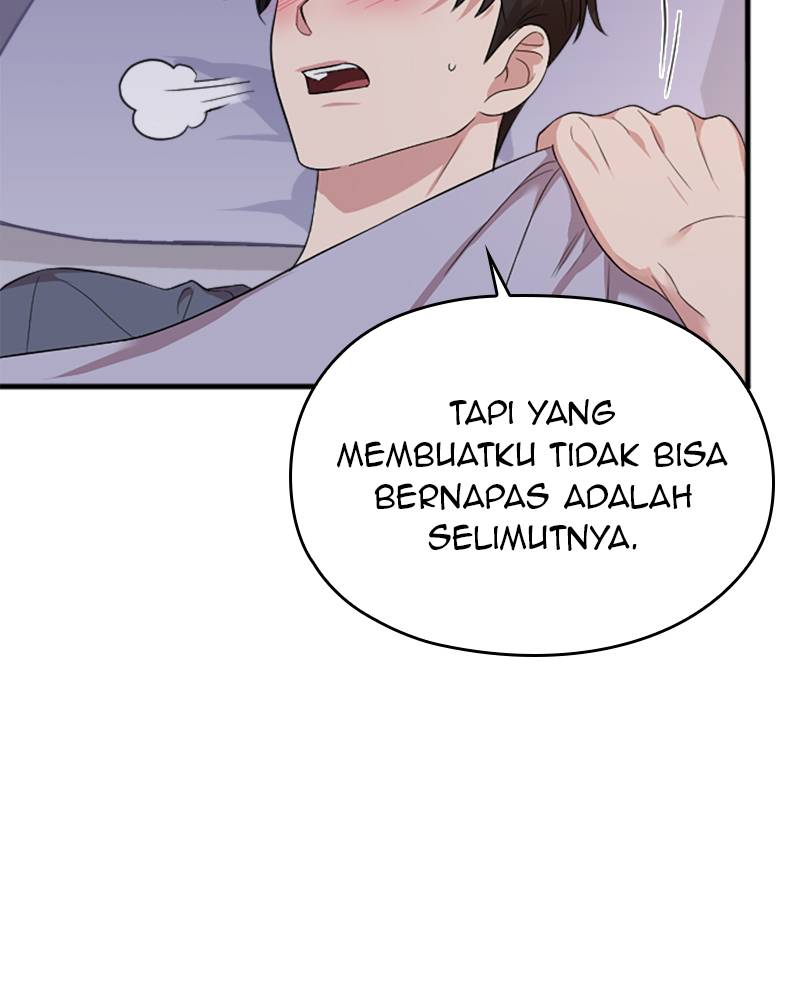 TAPI YANG
MEMBUATKU TIDAK BISA
BERNAPAS ADALAH
SELIMUTNYA.